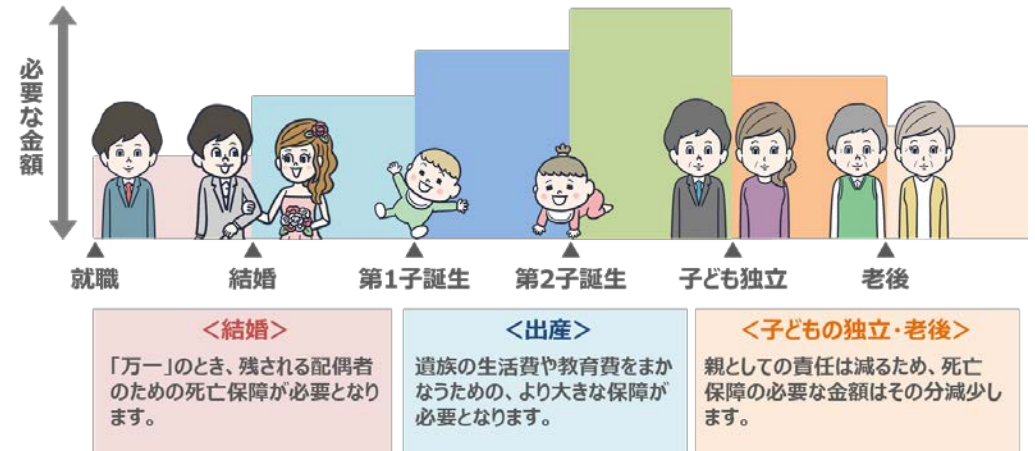 必要な金額
就職
結婚
第1子誕生
第2子誕生
子ども独立
老後
＜結婚＞
「万一」のとき、残される配偶者
のための死亡保障が必要となり
ます。
＜出産＞
遺族の生活費や教育費をまか
なうための、より大きな保障が
必要となります。
＜子どもの独立・老後＞
親としての責任は減るため、死亡
保障の必要な金額はその分減少し
ます。